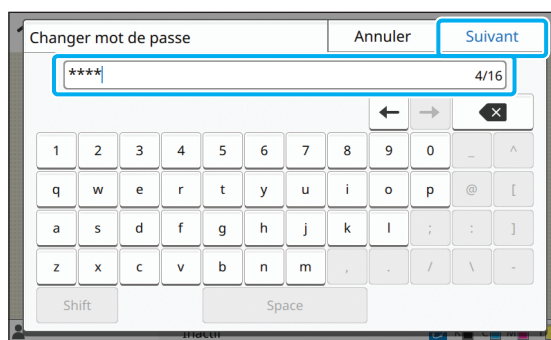 Changer mot de passe Annuler Suivant
**** 4/16
← →
1 2 3 4 5 6 7 8 9 0 _ ^
q w e r t y u i o p @ [
a s d f g h j k l ; : ]
z x c v b n m , . / \ -
Shift Space
Inactif K C M Y